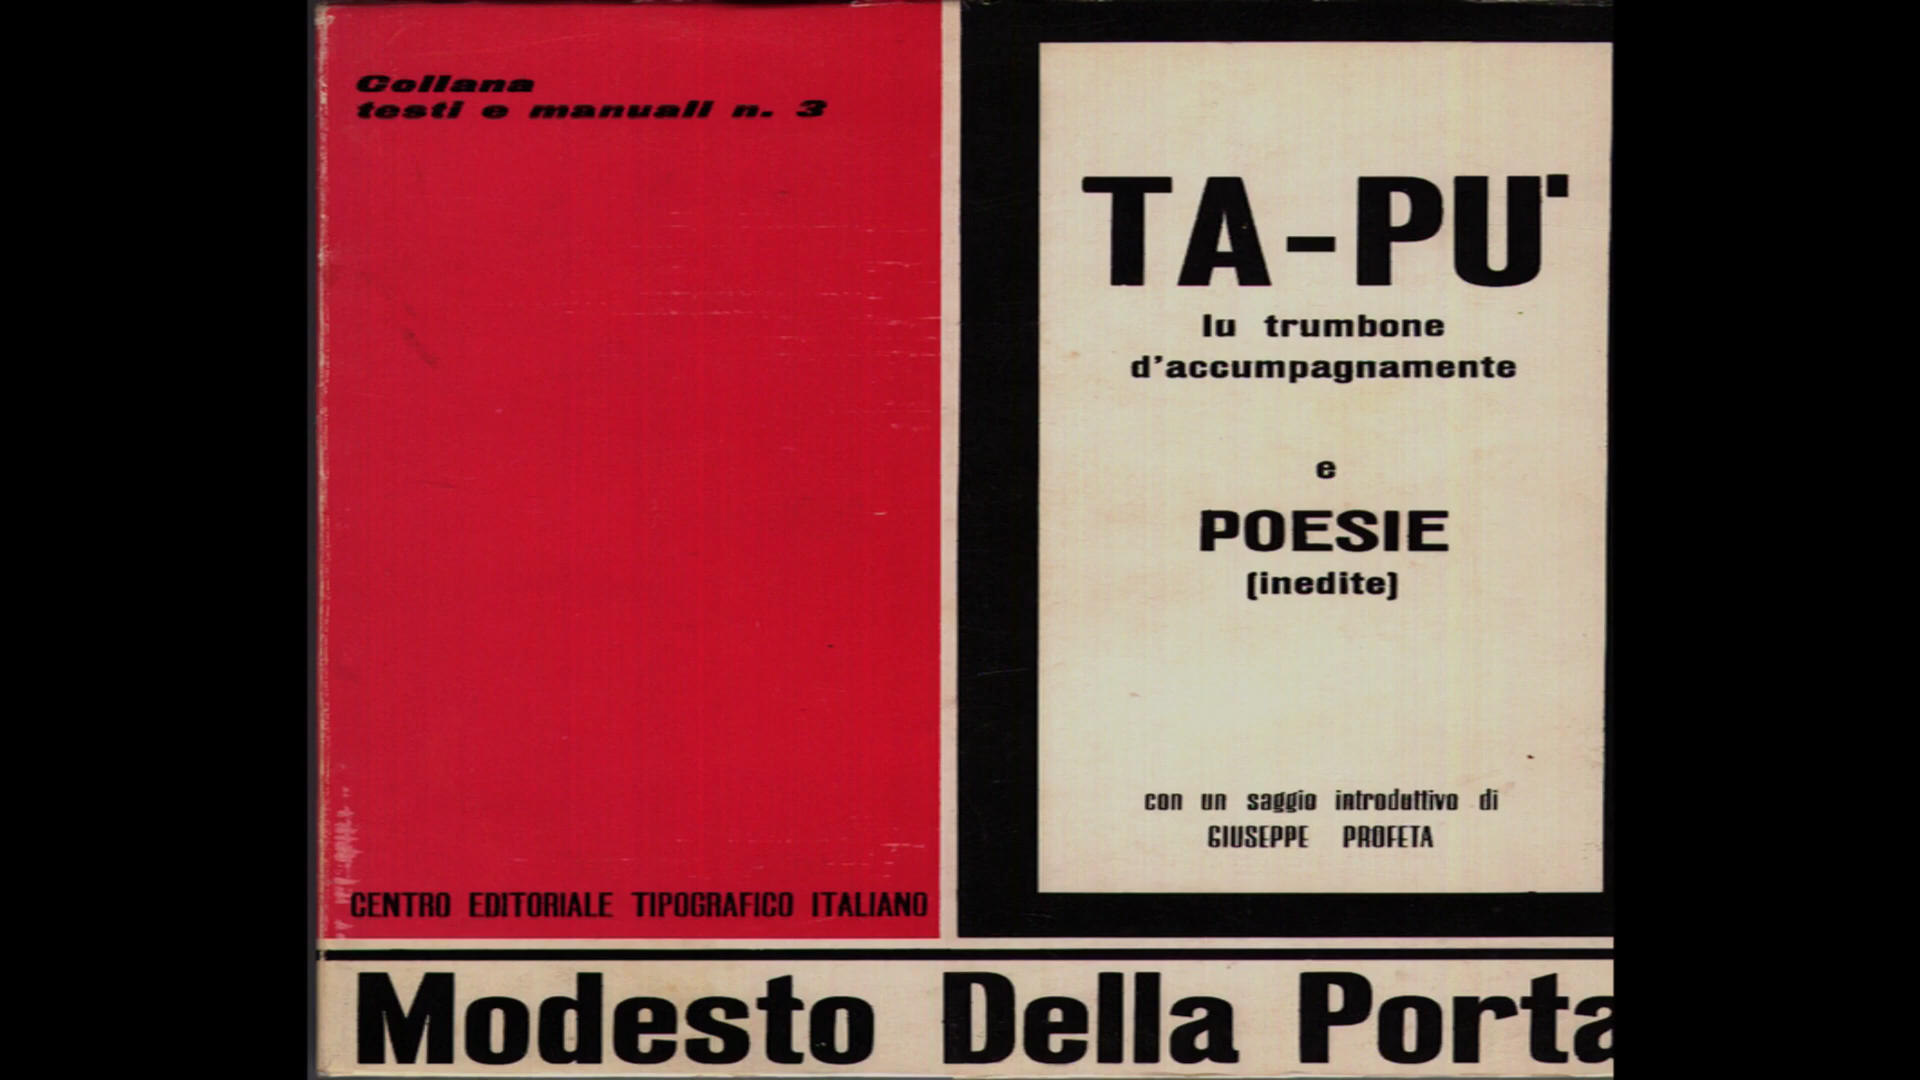 Collana
testi e manuali n. 3
TA-PU'
lu trumbone
d'accumpagnamente
e
POESIE
(inedite)
con un saggio introduttivo di
GIUSEPPE PROFETA
CENTRO EDITORIALE TIPOGRAFICO ITALIANO
Modesto Della Porta